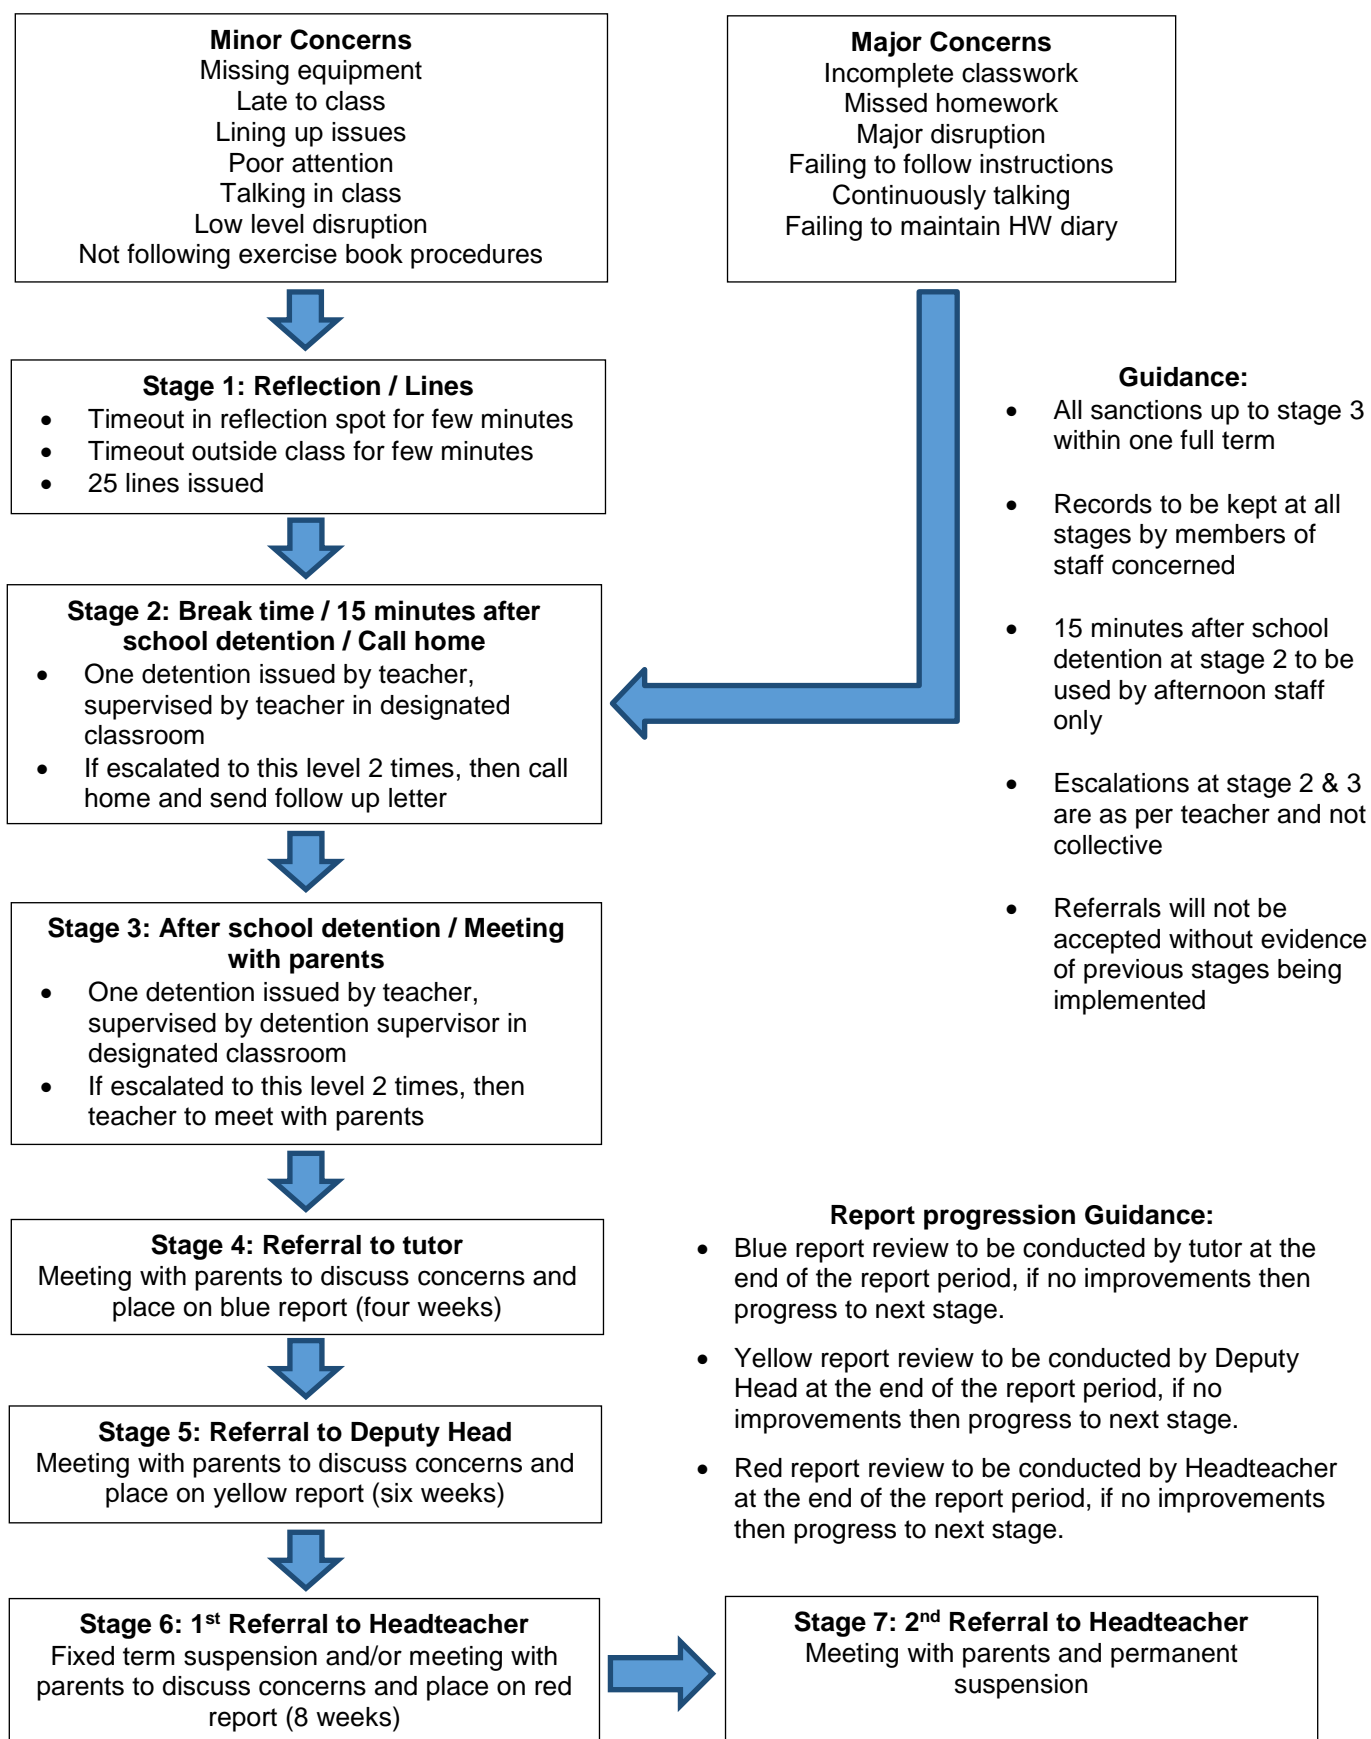 Minor Concerns
Missing equipment
Late to class
Lining up issues
Poor attention
Talking in class
Low level disruption
Not following exercise book procedures
Major Concerns
Incomplete classwork
Missed homework
Major disruption
Failing to follow instructions
Continuously talking
Failing to maintain HW diary
Stage 1: Reflection / Lines
• Timeout in reflection spot for few minutes
• Timeout outside class for few minutes
• 25 lines issued
Stage 2: Break time / 15 minutes after
school detention / Call home
• One detention issued by teacher,
supervised by teacher in designated
classroom
• If escalated to this level 2 times, then call
home and send follow up letter
Stage 3: After school detention / Meeting
with parents
• One detention issued by teacher,
supervised by detention supervisor in
designated classroom
• If escalated to this level 2 times, then
teacher to meet with parents
Guidance:
• All sanctions up to stage 3
within one full term
• Records to be kept at all
stages by members of
staff concerned
• 15 minutes after school
detention at stage 2 to be
used by afternoon staff
only
• Escalations at stage 2 & 3
are as per teacher and not
collective
• Referrals will not be
accepted without evidence
of previous stages being
implemented
Stage 4: Referral to tutor
Meeting with parents to discuss concerns and
place on blue report (four weeks)
Stage 5: Referral to Deputy Head
Meeting with parents to discuss concerns and
place on yellow report (six weeks)
Report progression Guidance:
• Blue report review to be conducted by tutor at the
end of the report period, if no improvements then
progress to next stage.
• Yellow report review to be conducted by Deputy
Head at the end of the report period, if no
improvements then progress to next stage.
• Red report review to be conducted by Headteacher
at the end of the report period, if no improvements
then progress to next stage.
Stage 6: 1st Referral to Headteacher
Fixed term suspension and/or meeting with
parents to discuss concerns and place on red
report (8 weeks)
Stage 7: 2nd Referral to Headteacher
Meeting with parents and permanent
suspension